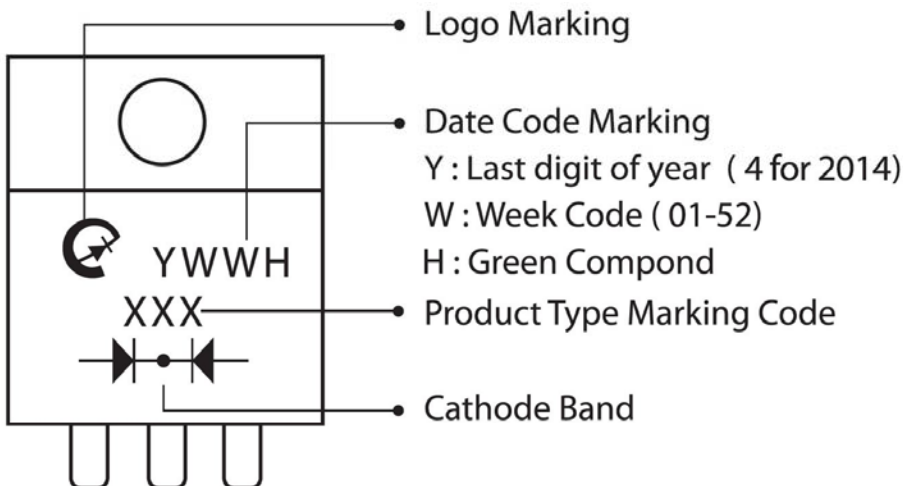 Logo Marking
Date Code Marking
Y : Last digit of year ( 4 for 2014)
W : Week Code ( 01-52)
H : Green Compond
YWWH
XXX
Product Type Marking Code
Cathode Band